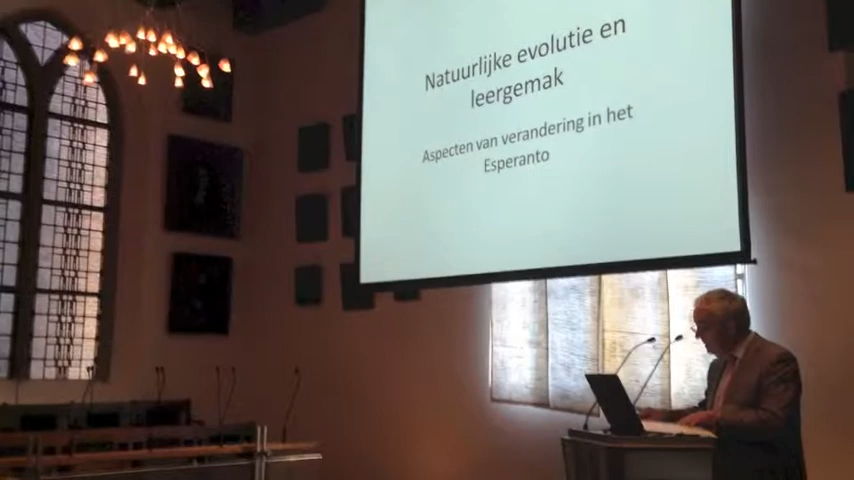 Natuurlijke evolutie en
leergemak
Aspecten van verandering in het
Esperanto